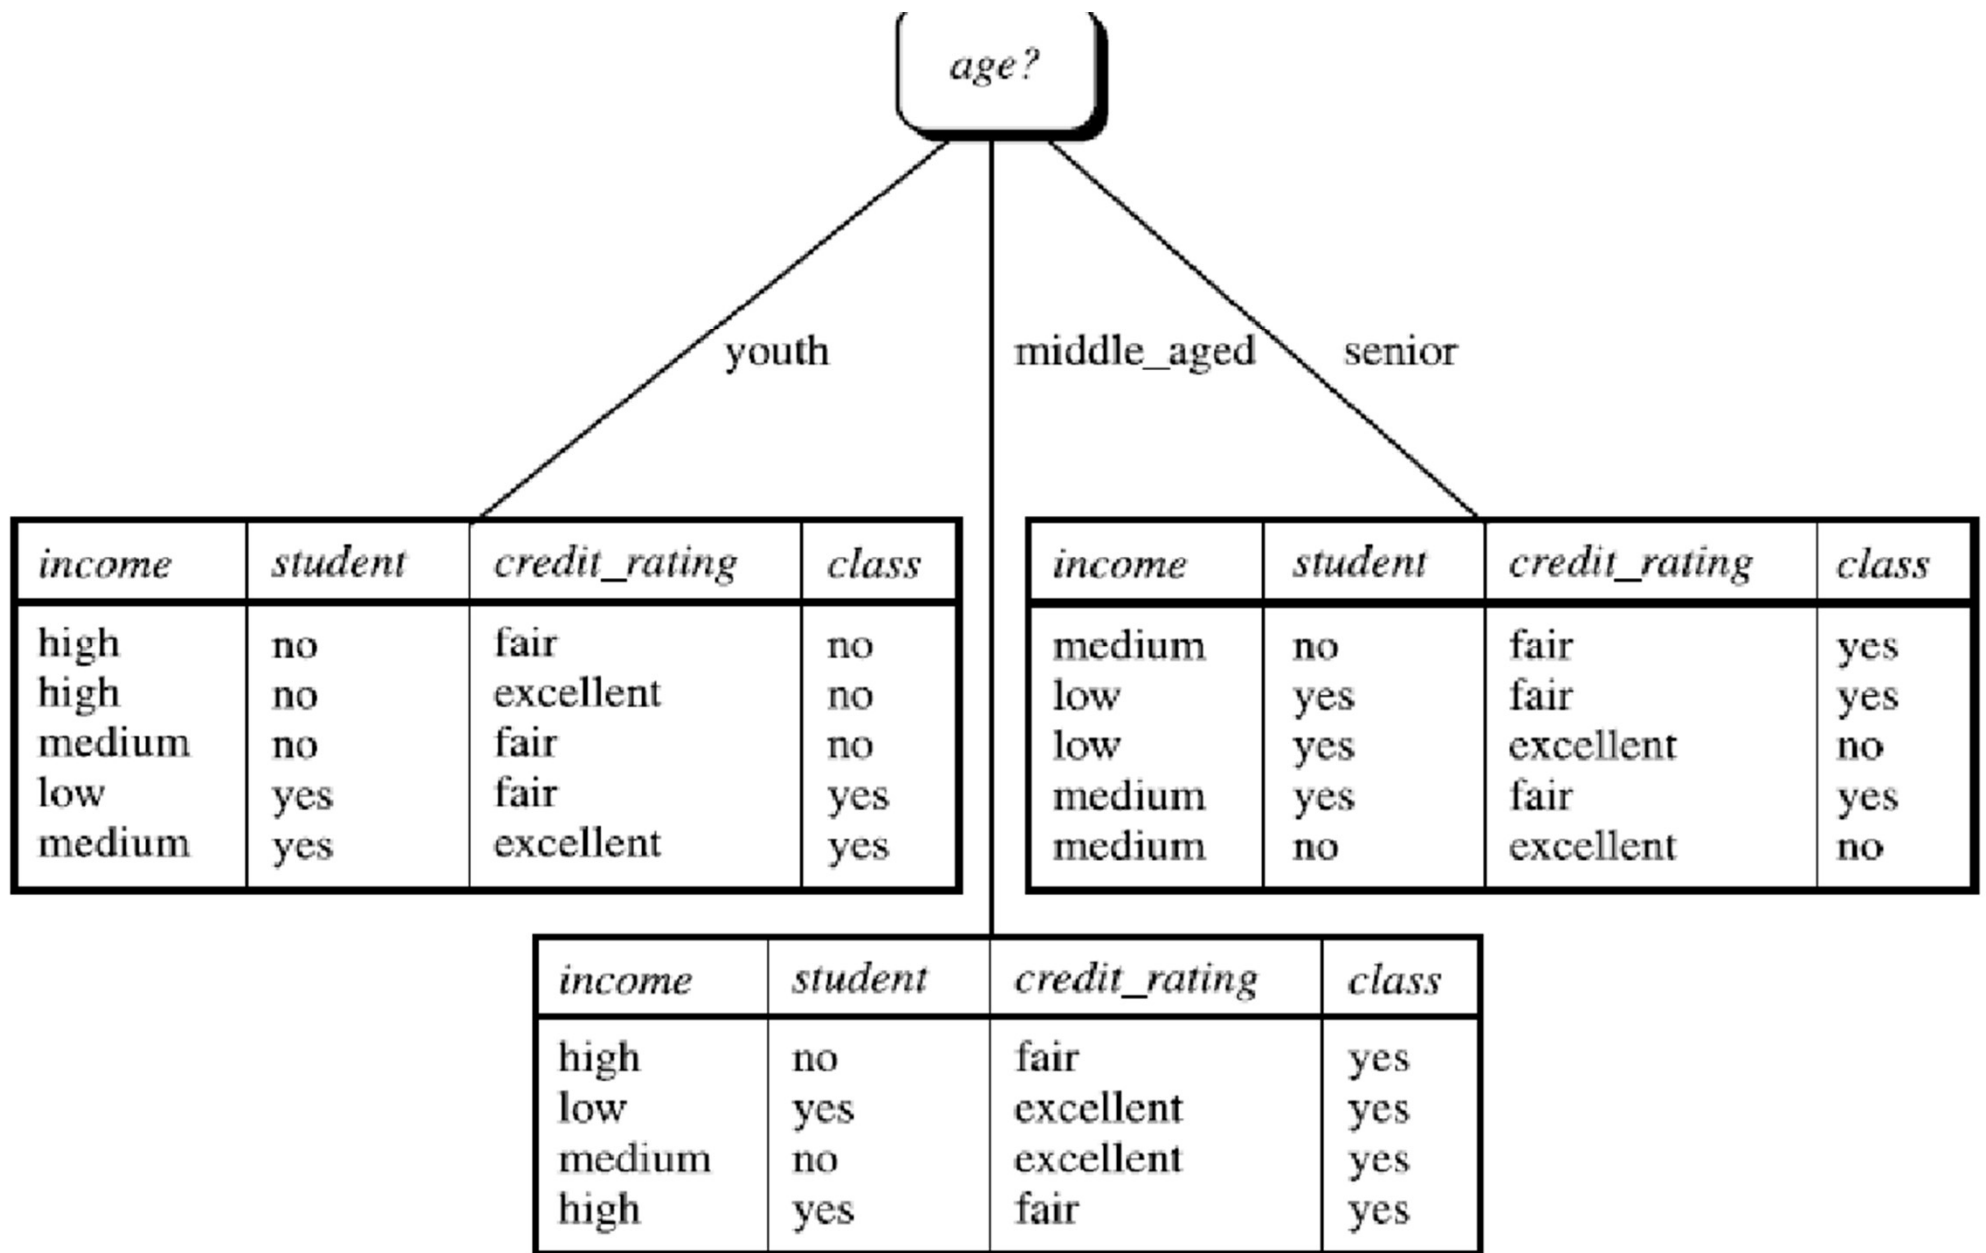 age?
youth middle_aged senior
income student credit_rating class
high no fair no
high no excellent no
medium no fair no
low yes fair yes
medium yes excellent yes
income student credit_rating class
medium no fair yes
low yes fair yes
low yes excellent no
medium yes fair yes
medium no excellent no
income student credit_rating class
high no fair yes
low yes excellent yes
medium no excellent yes
high yes fair yes